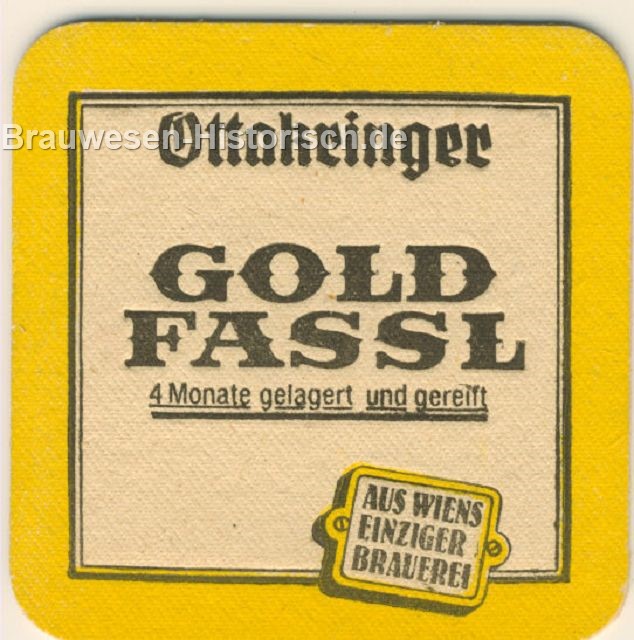 Ottakringer
Brauwesen-Historisch.de
GOLD
FASSL
4 Monate gelagert und gereift
AUS WIENS
EINZIGER
BRAUEREI